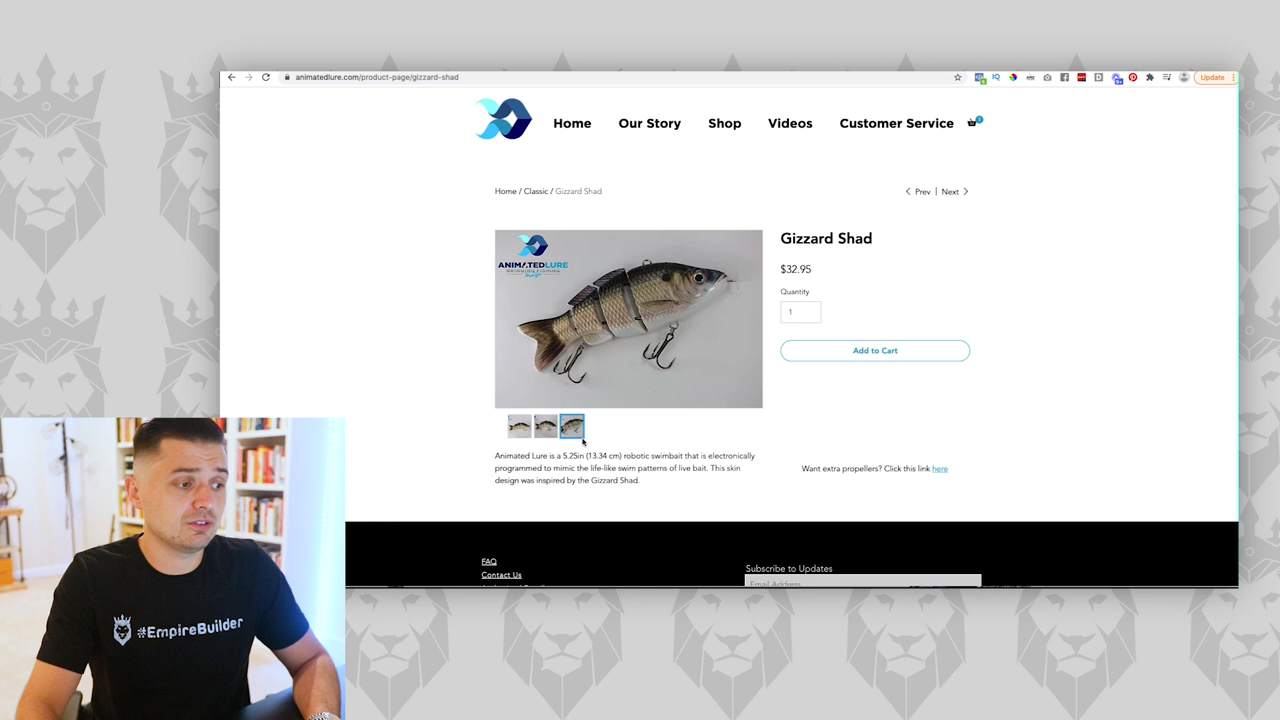 animatedlure.com/product-page/gizzard-shad
Update
Home
Our Story
Shop
Videos
Customer Service
Home / Classic / Gizzard Shad
Prev | Next
ANIMATEDLURE
Gizzard Shad
$32.95
Quantity
1
Add to Cart
Animated Lure is a 5.25in (13.34 cm) robotic swimbait that is electronically
programmed to mimic the life-like swim patterns of live bait. This skin
design was inspired by the Gizzard Shad.
Want extra propellers? Click this link here
FAQ
Contact Us
Subscribe to Updates
Email Address
#EmpireBuilder